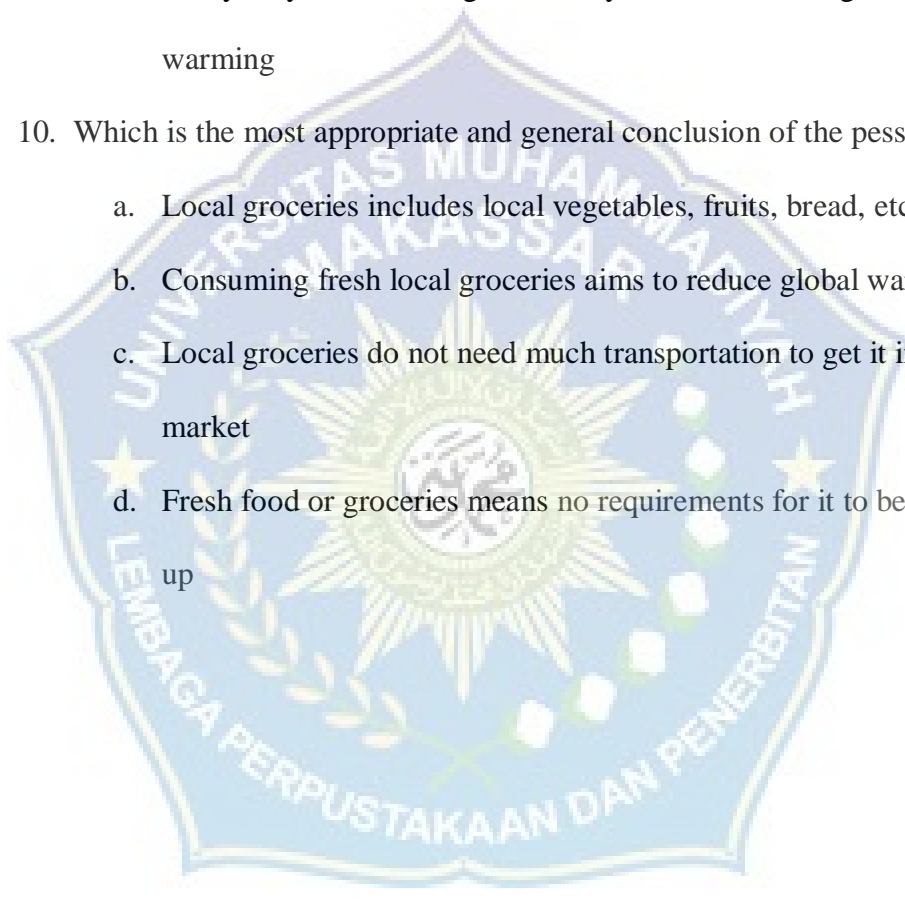 warming
10. Which is the most appropriate and general conclusion of the pess
a. Local groceries includes local vegetables, fruits, bread, etc
b. Consuming fresh local groceries aims to reduce global wa
c. Local groceries do not need much transportation to get it i
market
d. Fresh food or groceries means no requirements for it to be
up
UNIVERSITAS MUHAMMADIYAH
MAKASSAR
LEMBAGA PERPUSTAKAAN DAN PENERBITAN